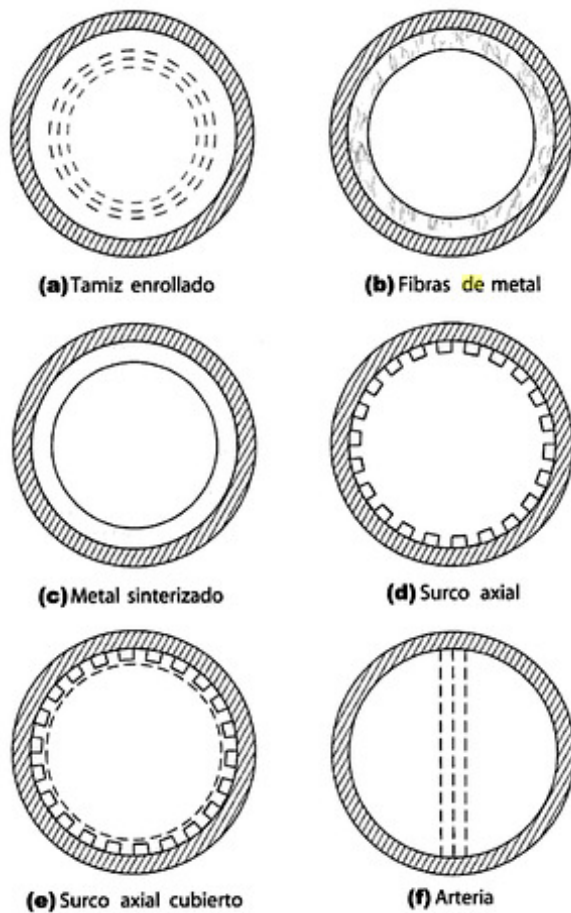 (a) Tamiz enrollado
(b) Fibras de metal
(c) Metal sinterizado
(d) Surco axial
(e) Surco axial cubierto
(f) Arteria